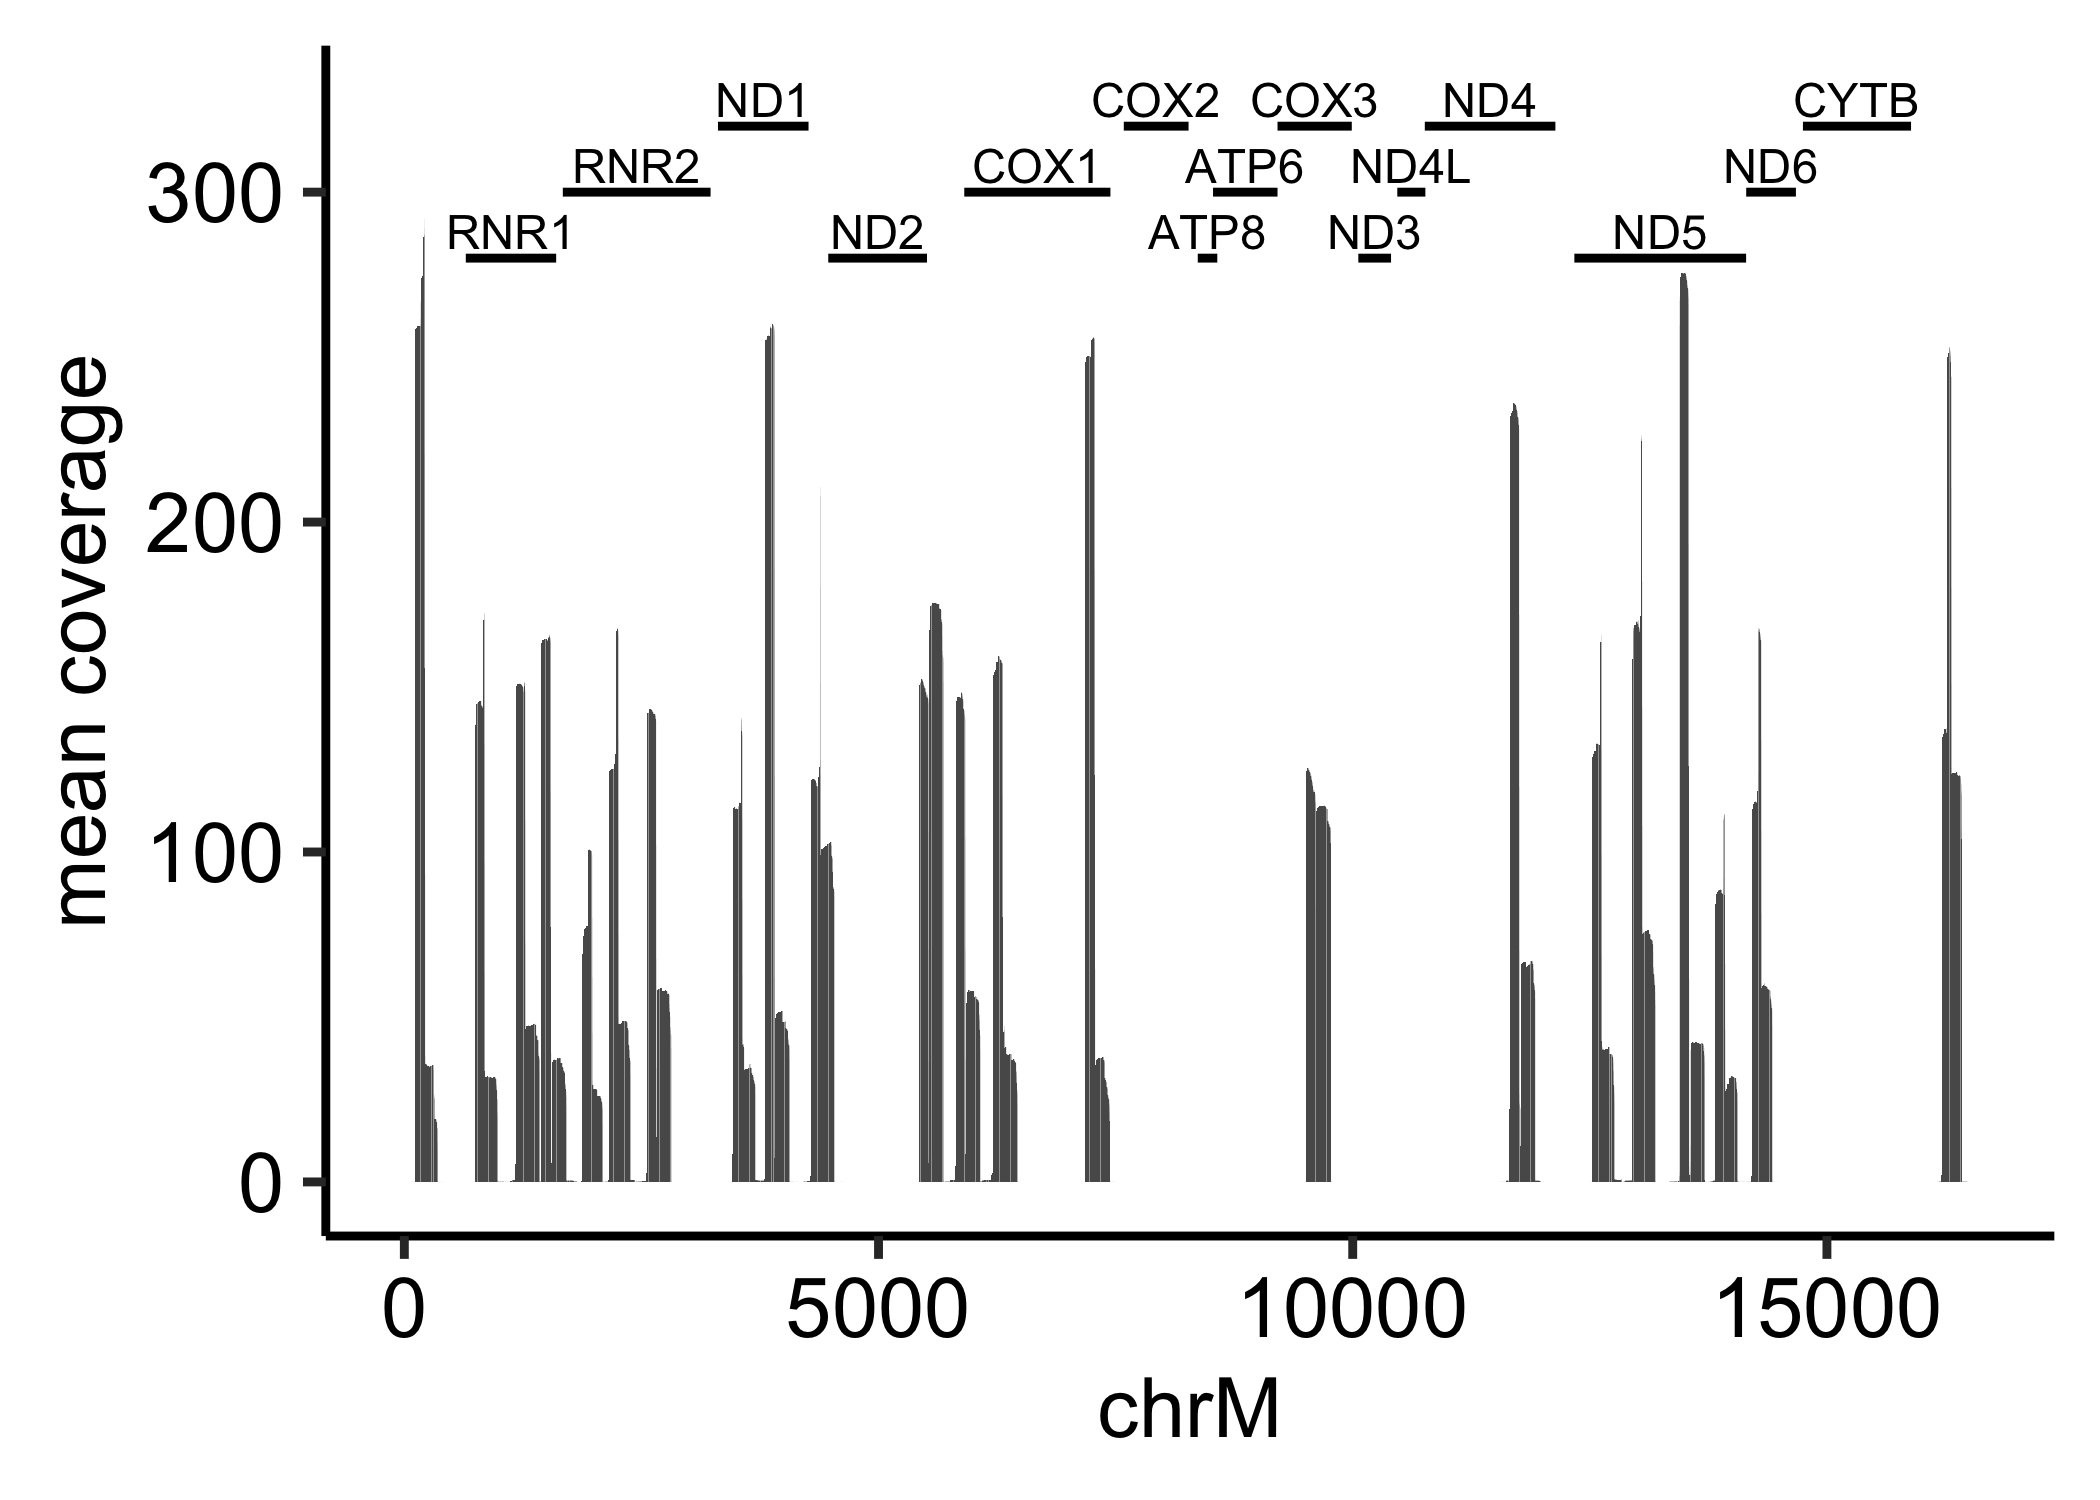 ND1 COX2 COX3 ND4 CYTB
RNR2 COX1 ATP6 ND4L ND6
RNR1 ND2 ATP8 ND3 ND5
300
200
100
0
mean coverage
0 5000 10000 15000
chrM